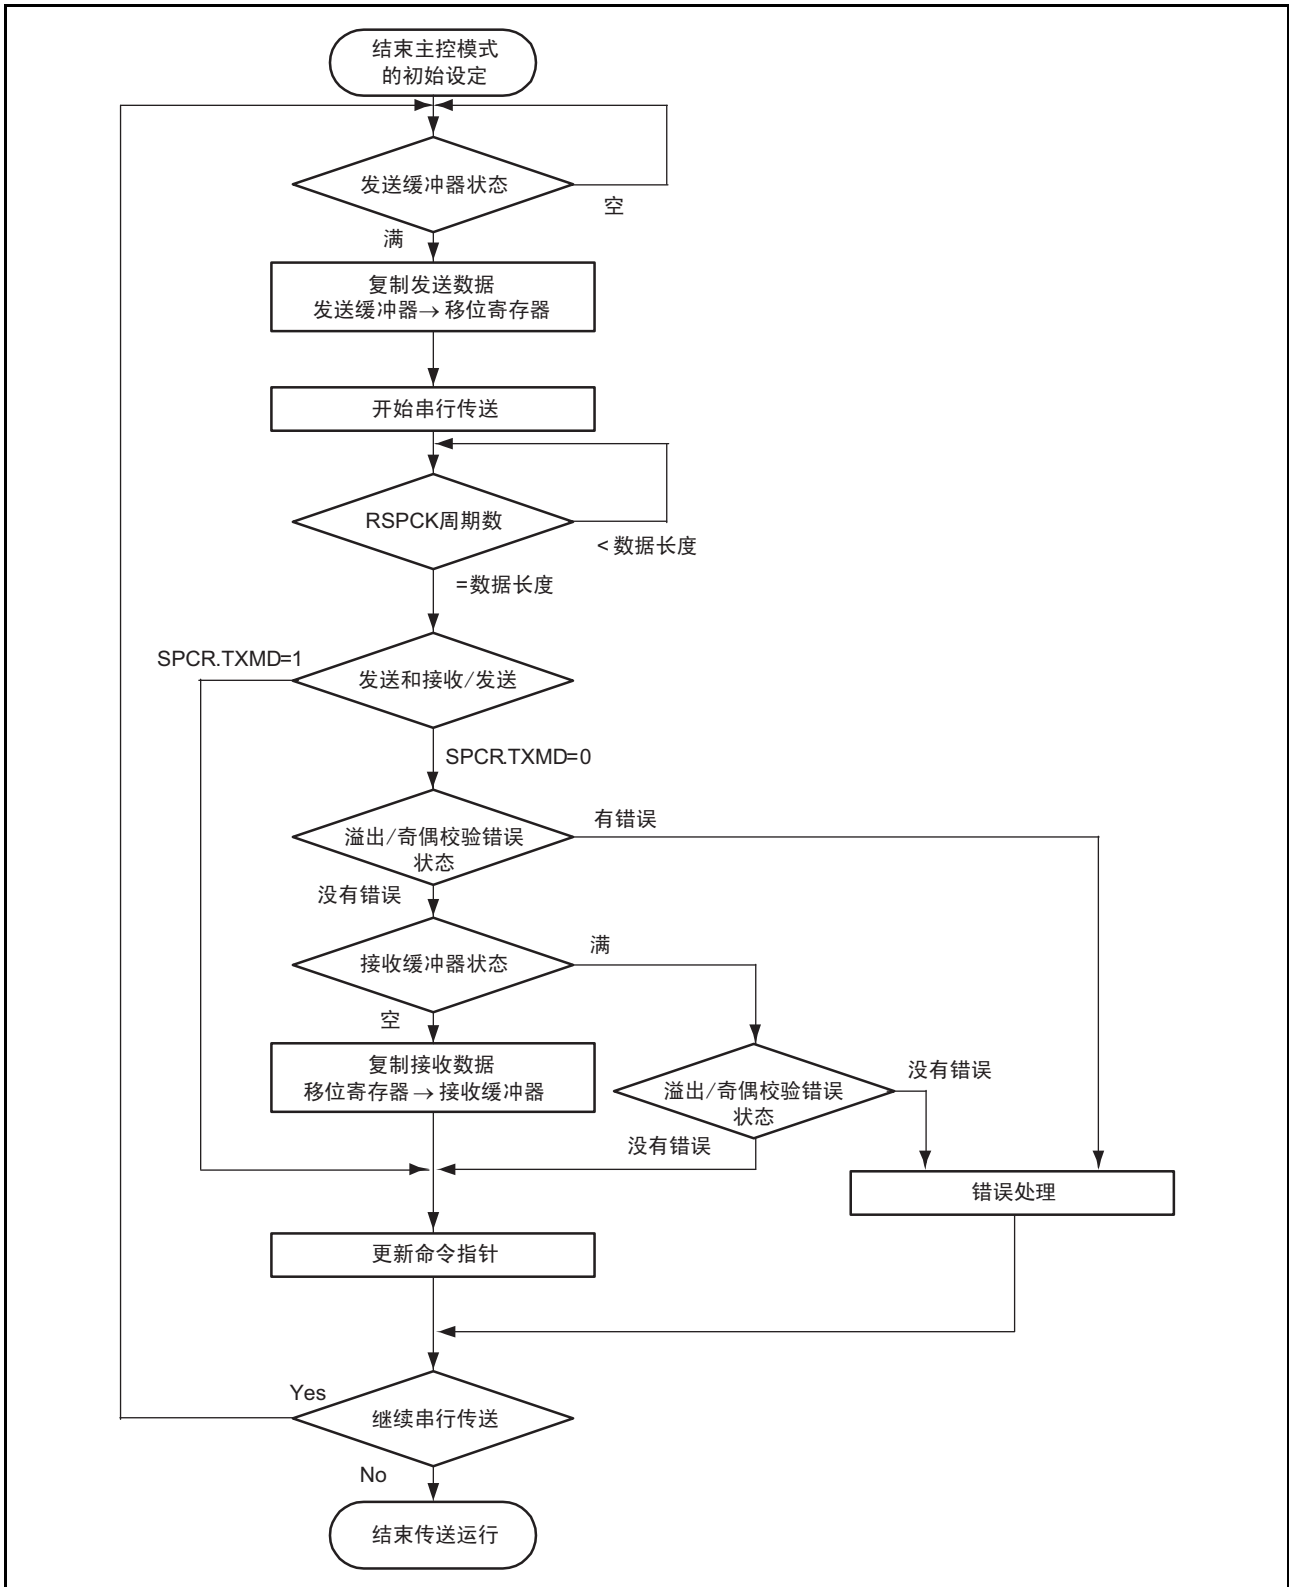 结束主控模式
的初始设定
发送缓冲器状态
空
满
复制发送数据
发送缓冲器→移位寄存器
开始串行传送
RSPCK周期数
<数据长度
=数据长度
SPCR.TXMD=1
发送和接收/发送
SPCR.TXMD=0
有错误
溢出/奇偶校验错误
状态
没有错误
满
接收缓冲器状态
空
复制接收数据
移位寄存器→接收缓冲器
没有错误
溢出/奇偶校验错误
状态
没有错误
错误处理
更新命令指针
Yes
继续串行传送
No
结束传送运行